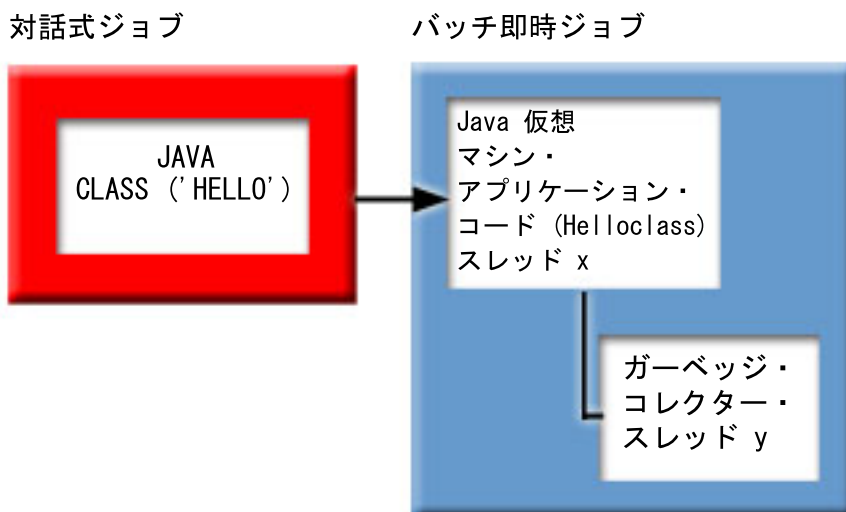 対話式ジョブ
バッチ即時ジョブ
JAVA
CLASS ('HELLO')
Java 仮想
マシン・
アプリケーション・
コード (Helloclass)
スレッド x
ガーベッジ・
コレクター・
スレッド y